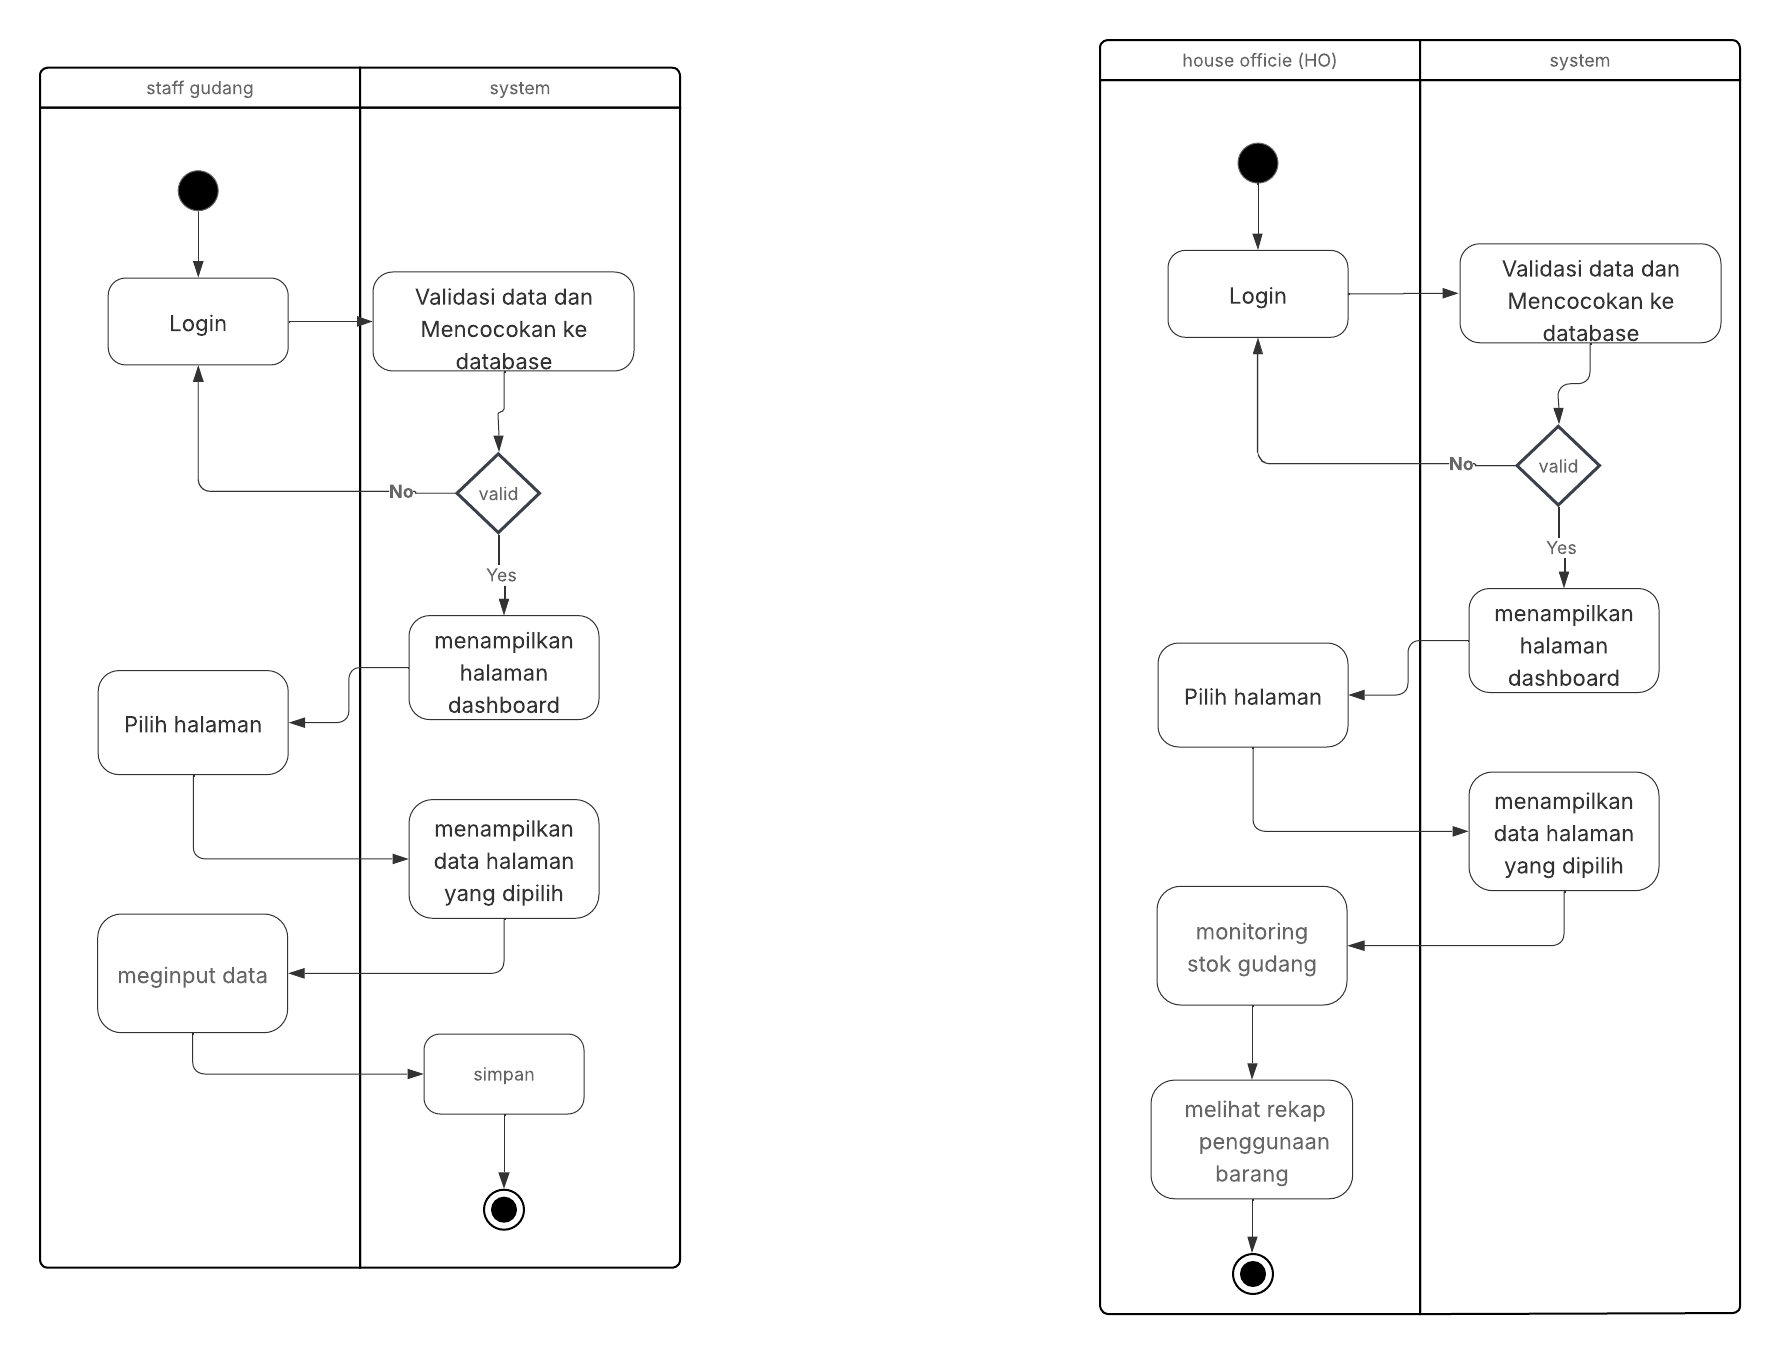 staff gudang
system
Login
Validasi data dan
Mencocokan ke
database
valid
No
Yes
menampilkan
halaman
dashboard
Pilih halaman
menampilkan
data halaman
yang dipilih
meginput data
simpan
house officie (HO)
system
Login
Validasi data dan
Mencocokan ke
database
valid
No
Yes
menampilkan
halaman
dashboard
Pilih halaman
menampilkan
data halaman
yang dipilih
monitoring
stok gudang
melihat rekap
penggunaan
barang